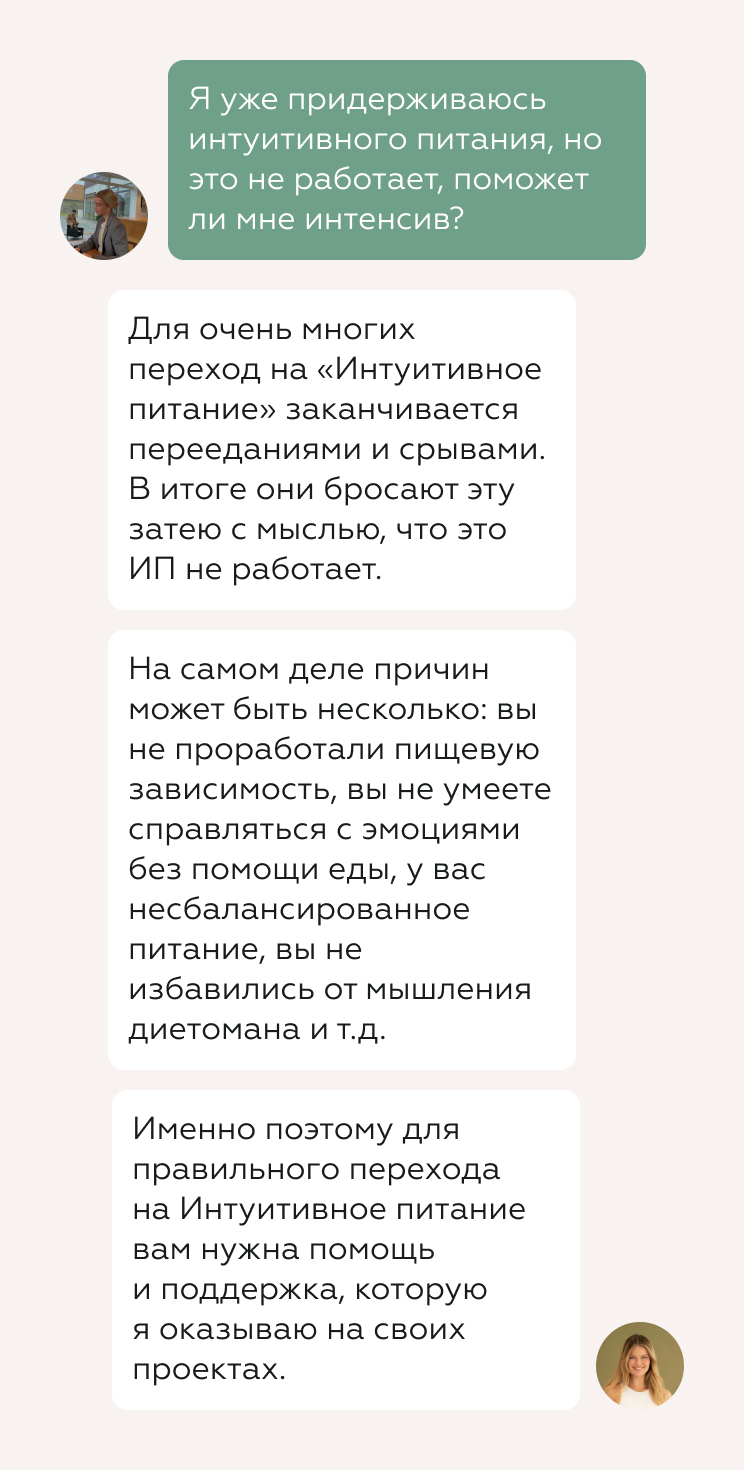 Я уже придерживаюсь
интуитивного питания, но
это не работает, поможет
ли мне интенсив?
Для очень многих
переход на «Интуитивное
питание» заканчивается
перееданиями и срывами.
В итоге они бросают эту
затею с мыслью, что это
ИП не работает.
На самом деле причин
может быть несколько: вы
не проработали пищевую
зависимость, вы не умеете
справляться с эмоциями
без помощи еды, у вас
несбалансированное
питание, вы не
избавились от мышления
диетомана и т.д.
Именно поэтому для
правильного перехода
на Интуитивное питание
вам нужна помощь
и поддержка, которую
я оказываю на своих
проектах.